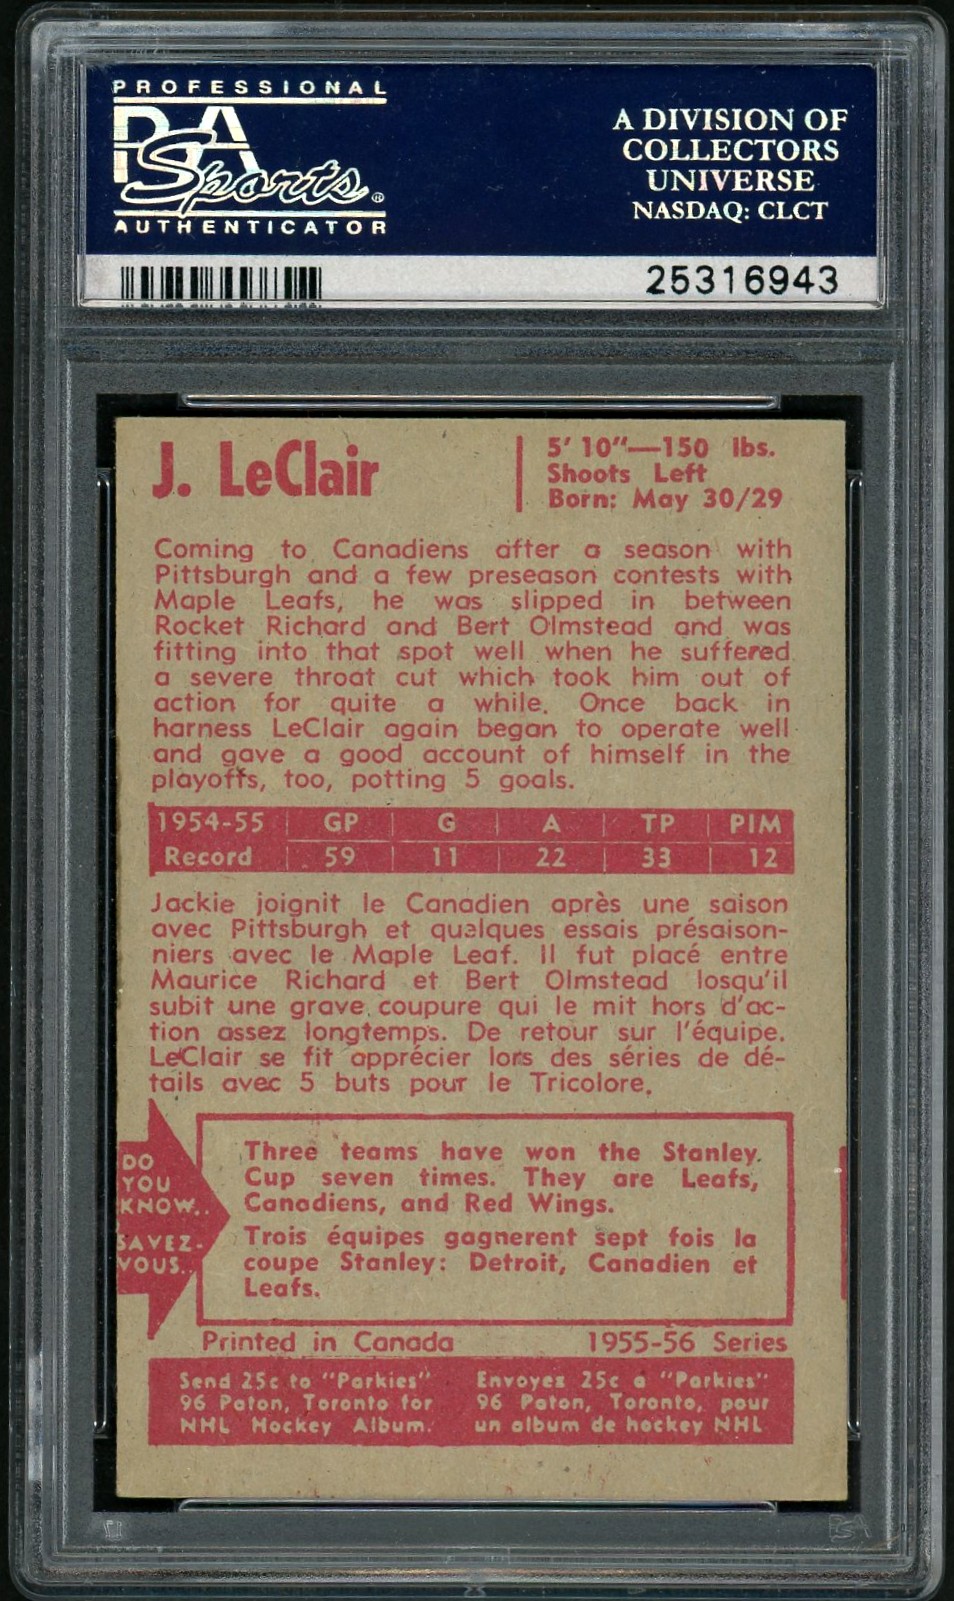 PROFESSIONAL
PSA
Sports®
AUTHENTICATOR
A DIVISION OF
COLLECTORS
UNIVERSE
NASDAQ: CLCT
25316943
J. LeClair
5' 10"—150 lbs.
Shoots Left
Born: May 30/29
Coming to Canadiens after a season with
Pittsburgh and a few preseason contests with
Maple Leafs, he was slipped in between
Rocket Richard and Bert Olmstead and was
fitting into that spot well when he suffered
a severe throat cut which took him out of
action for quite a while. Once back in
harness LeClair again began to operate well
and gave a good account of himself in the
playoffs, too, potting 5 goals.
1954-55 | GP | G | A | TP | PIM
Record | 59 | 11 | 22 | 33 | 12
Jackie joignit le Canadien après une saison
avec Pittsburgh et quelques essais présaison-
niers avec le Maple Leaf. Il fut placé entre
Maurice Richard et Bert Olmstead losqu'il
subit une grave coupure qui le mit hors d'ac-
tion assez longtemps. De retour sur l'équipe.
LeClair se fit apprécier lors des séries de dé-
tails avec 5 buts pour le Tricolore.
DO
YOU
KNOW..
SAVEZ-
VOUS..
Three teams have won the Stanley
Cup seven times. They are Leafs,
Canadiens, and Red Wings.
Trois équipes gagnerent sept fois la
coupe Stanley: Detroit, Canadien et
Leafs.
Printed in Canada
1955-56 Series
Send 25c to "Parkies"
96 Paton, Toronto for
NHL Hockey Album.
Envoyez 25c à "Parkies"
96 Paton, Toronto, pour
un album de hockey NHL
PSA